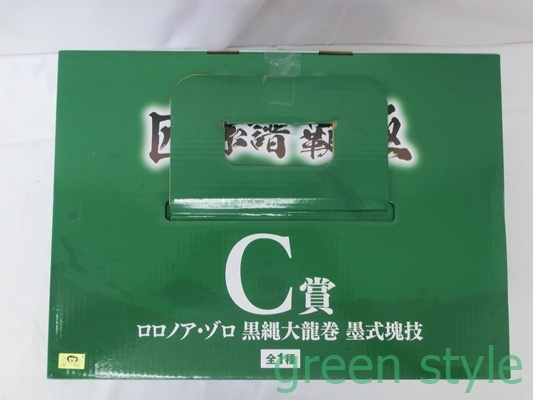 C賞
ロロノア・ゾロ 黒縄大龍巻 墨式塊技
全1種
green style